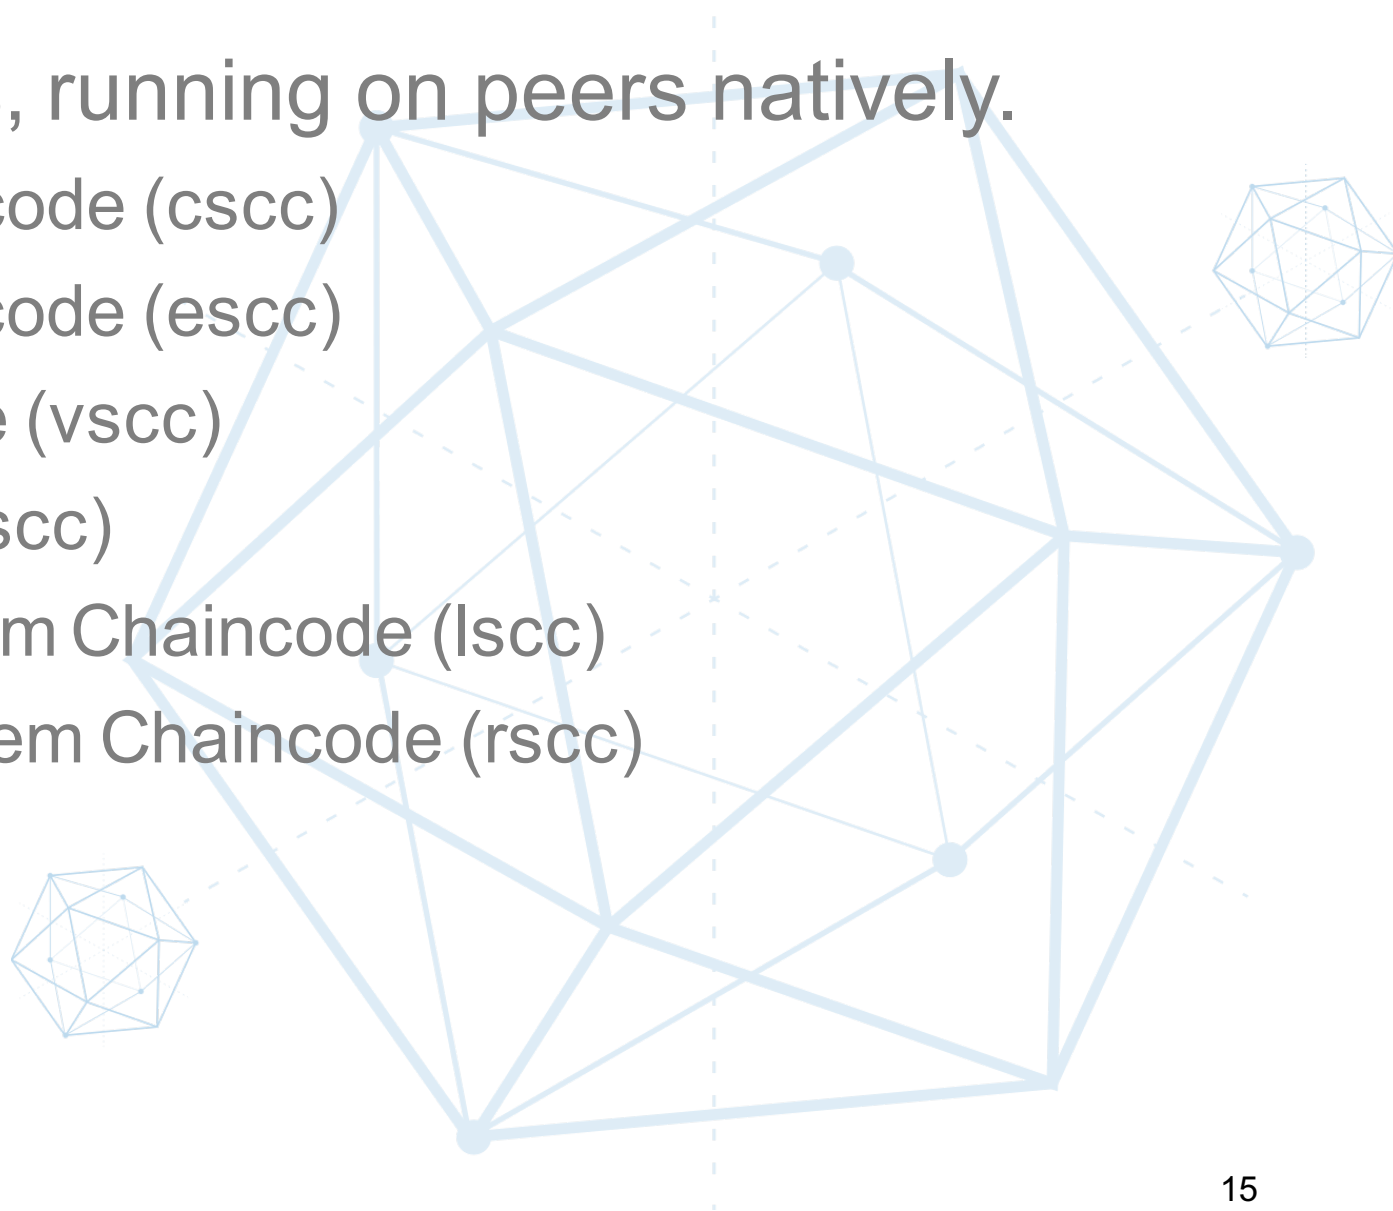 , running on peers natively.
code (cscc)
code (escc)
e (vscc)
scc)
m Chaincode (lscc)
em Chaincode (rscc)
15